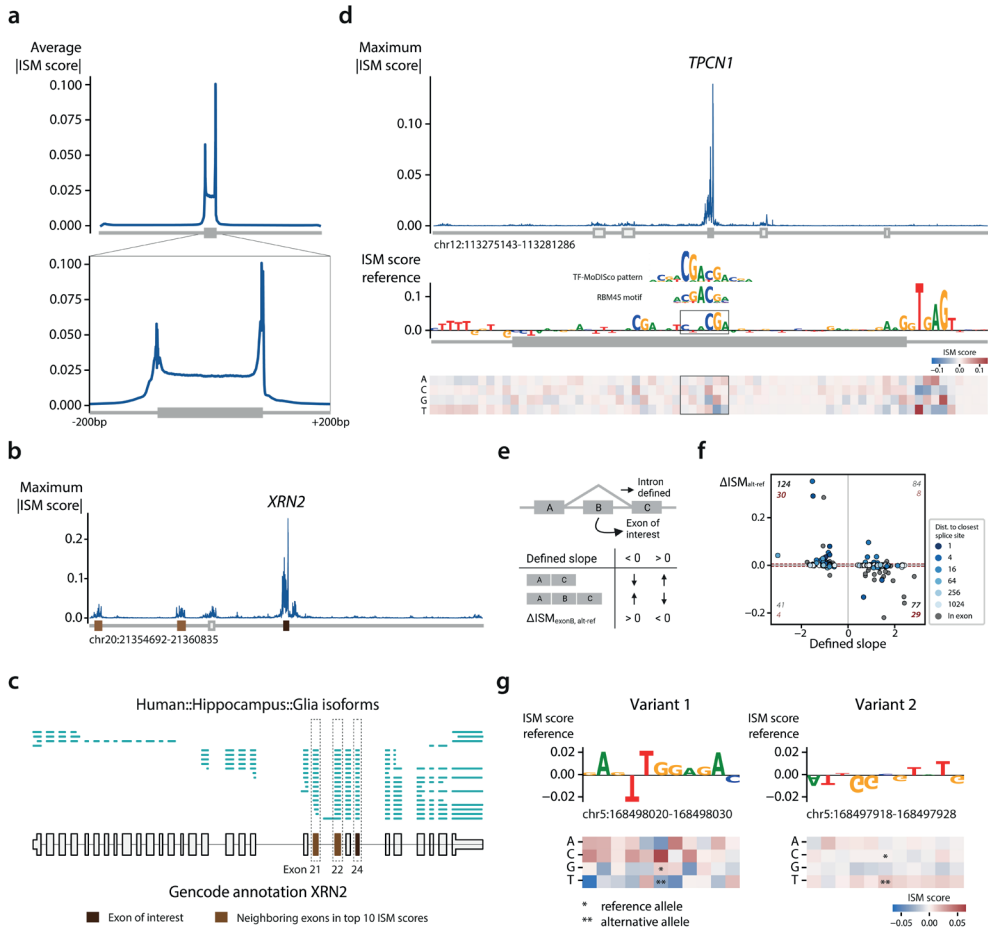 a
Average
|ISM score|
0.100
0.075
0.050
0.025
0.000
0.100
0.075
0.050
0.025
0.000
-200bp
+200bp
b
Maximum
|ISM score|
XRN2
0.2
0.1
0.0
chr20:21354692-21360835
c
Human::Hippocampus::Glia isoforms
Exon 21 22 24
Gencode annotation XRN2
Exon of interest
Neighboring exons in top 10 ISM scores
d
Maximum
|ISM score|
TPCN1
0.10
0.05
0.00
chr12:113275143-113281286
ISM score
reference
TF-MoDISco pattern
RBM45 motif
0.1
0.0
ISM score
−0.1 0.0 0.1
A
C
G
T
e
Intron
defined
A B C
Exon of
interest
Defined slope < 0 > 0
A C
A B C
ΔISMexonB, alt-ref > 0 < 0
f
ΔISMalt-ref
124
30
84
8
0.2
0.0
−0.2
41
4
77
29
−2 0 2
Defined slope
Dist. to closest
splice site
1
4
16
64
256
1024
In exon
g
Variant 1
ISM score
reference
0.02
0.00
−0.02
chr5:168498020-168498030
A
C
G
T
*
**
* reference allele
** alternative allele
Variant 2
ISM score
reference
0.02
0.00
−0.02
chr5:168497918-168497928
A
C
G
T
*
**
ISM score
−0.05 0.00 0.05